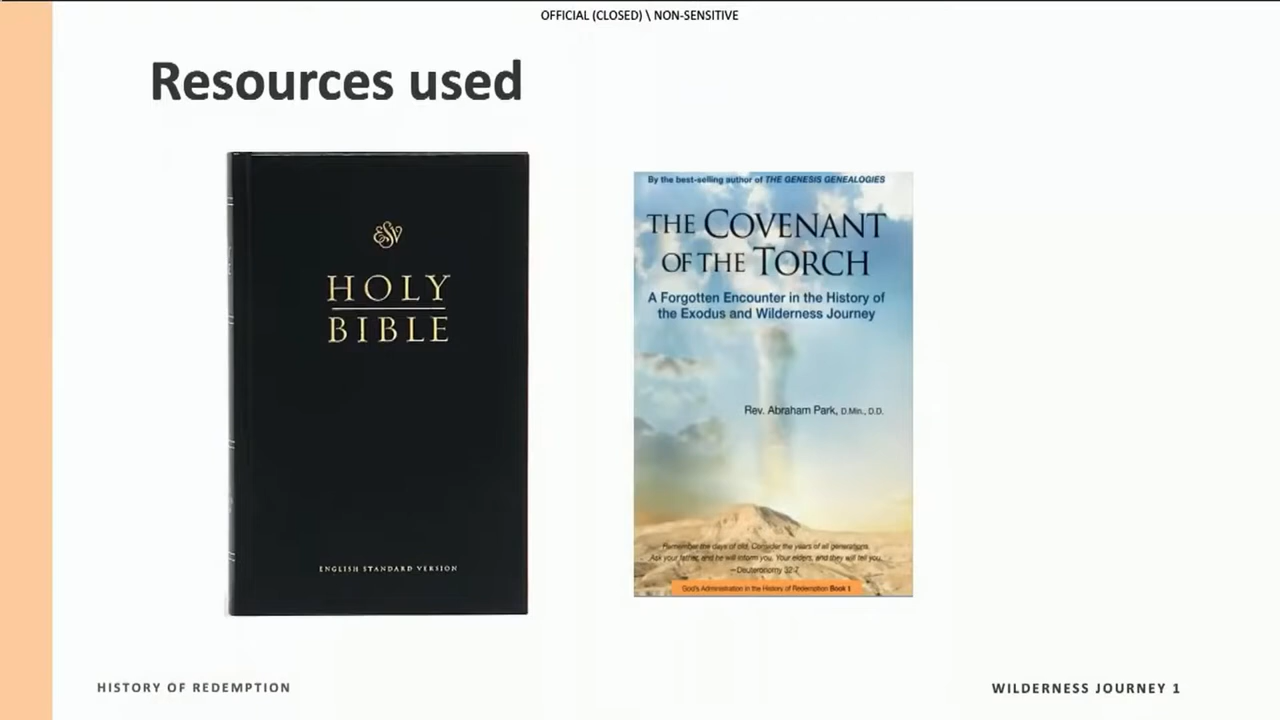 OFFICIAL (CLOSED) \ NON-SENSITIVE
Resources used
ESV
HOLY
BIBLE
ENGLISH STANDARD VERSION
By the best-selling author of THE GENESIS GENEALOGIES
THE COVENANT
OF THE TORCH
A Forgotten Encounter in the History of
the Exodus and Wilderness Journey
Rev. Abraham Park, D.Min., D.D.
Remember the days of old, Consider the years of all generations.
Ask your father, and he will inform you, Your elders, and they will tell you.
—Deuteronomy 32:7
God's Administration in the History of Redemption Book 1
HISTORY OF REDEMPTION
WILDERNESS JOURNEY 1